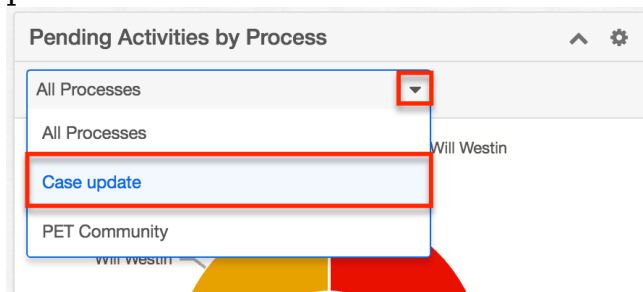 Pending Activities by Process
All Processes
All Processes
Will Westin
Case update
PET Community
Will Westin